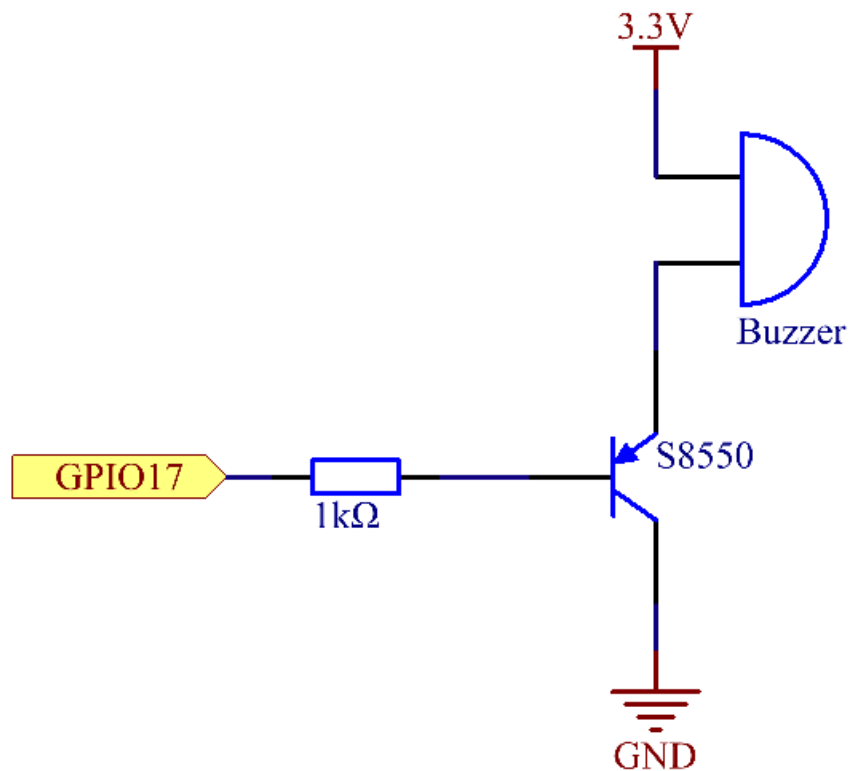 3.3V
Buzzer
S8550
GPIO17
1kΩ
GND